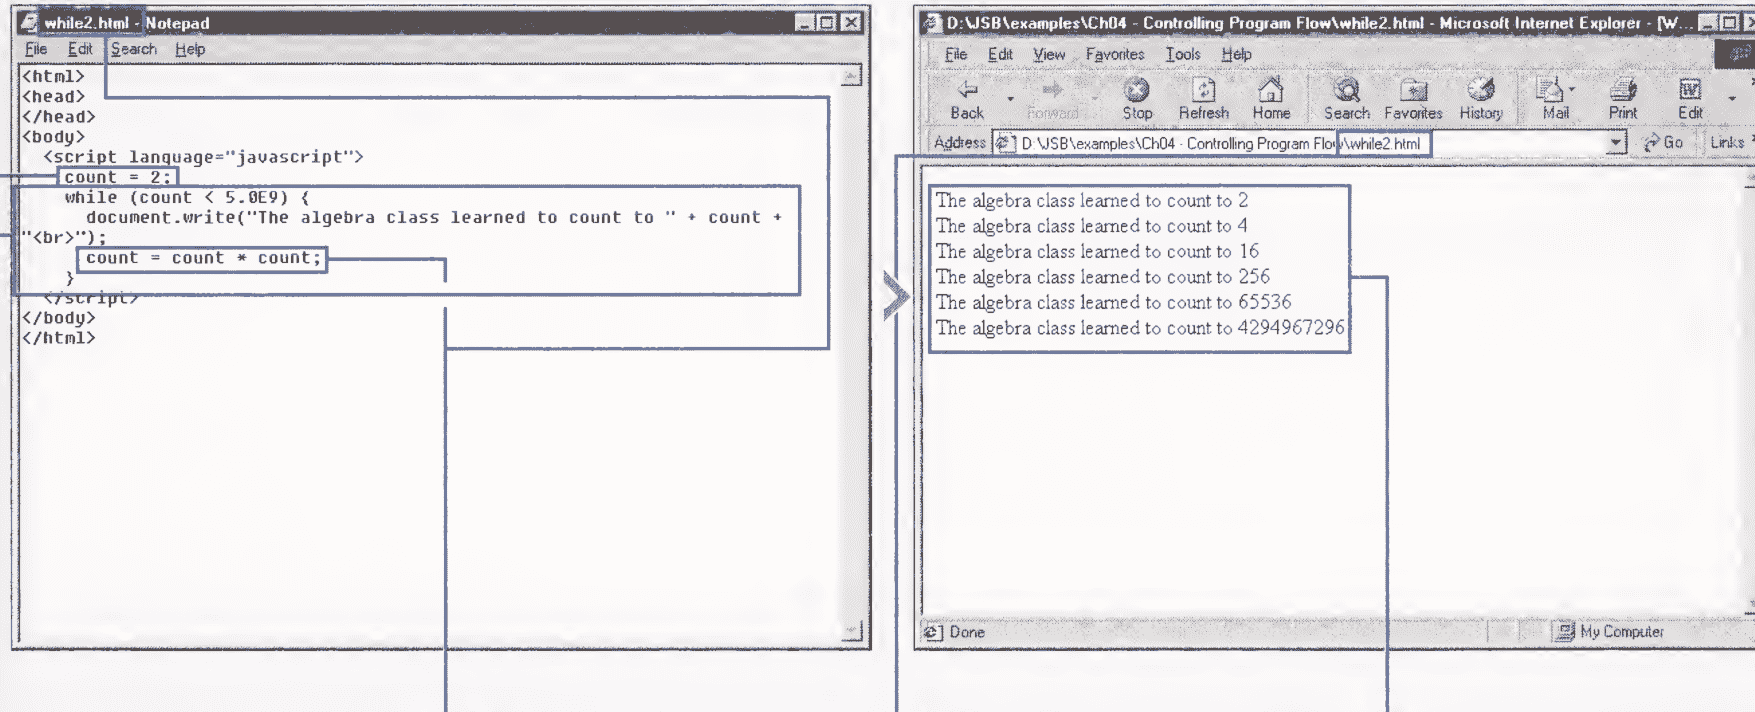 while2.html - Notepad
File Edit Search Help
<html>
<head>
</head>
<body>
<script language="javascript">
count = 2;
while (count < 5.0E9) {
document.write("The algebra class learned to count to " + count +
"<br>");
count = count * count;
}
</script>
</body>
</html>
D:\JSB\examples\Ch04 - Controlling Program Flow\while2.html - Microsoft Internet Explorer - [W...
File Edit View Favorites Tools Help
Back Forward Stop Refresh Home Search Favorites History Mail Print Edit
Address D:\JSB\examples\Ch04 - Controlling Program Flow\while2.html Go Links
The algebra class learned to count to 2
The algebra class learned to count to 4
The algebra class learned to count to 16
The algebra class learned to count to 256
The algebra class learned to count to 65536
The algebra class learned to count to 4294967296
Done My Computer